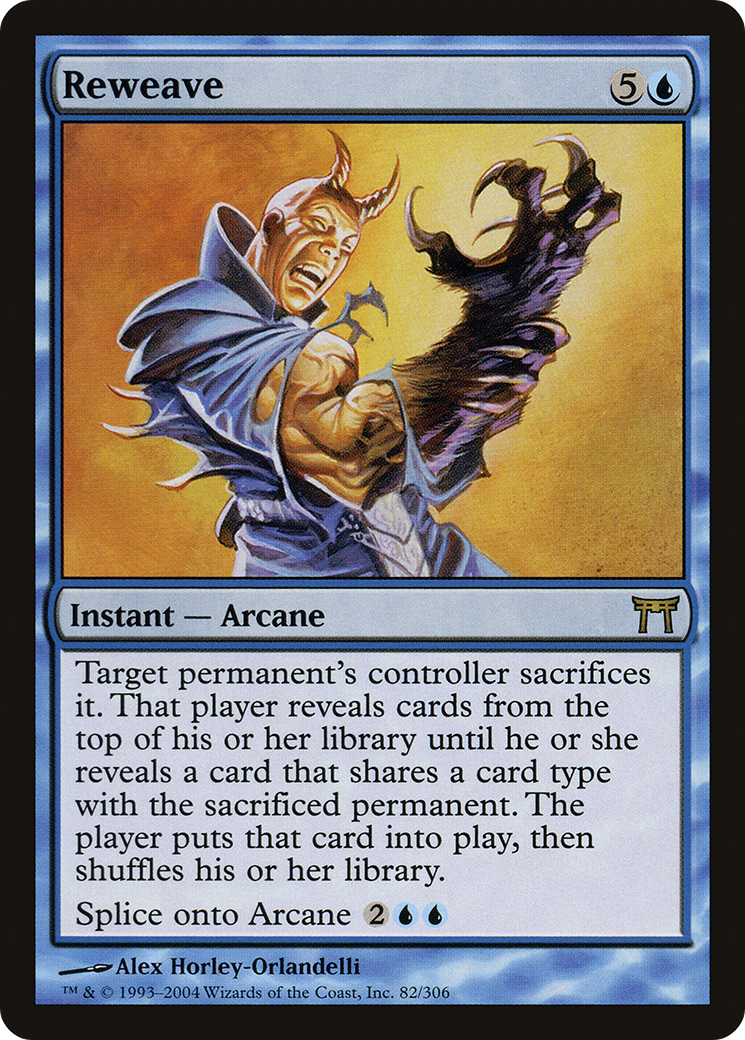 Reweave 5
Instant — Arcane
Target permanent's controller sacrifices
it. That player reveals cards from the
top of his or her library until he or she
reveals a card that shares a card type
with the sacrificed permanent. The
player puts that card into play, then
shuffles his or her library.
Splice onto Arcane 2
Alex Horley-Orlandelli
™ & © 1993–2004 Wizards of the Coast, Inc. 82/306